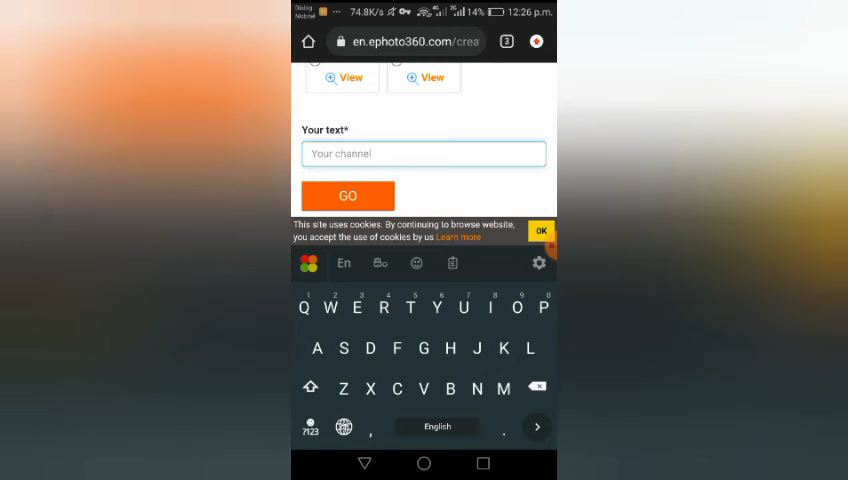 Dialog
Mobitel
74.8K/s 4G 2G 14% 12:26 p.m.
en.ephoto360.com/crea
3
View View
Your text*
Your channel
GO
This site uses cookies. By continuing to browse website,
you accept the use of cookies by us Learn more
OK
En
1 2 3 4 5 6 7 8 9 0
Q W E R T Y U I O P
A S D F G H J K L
Z X C V B N M
?123 , English .